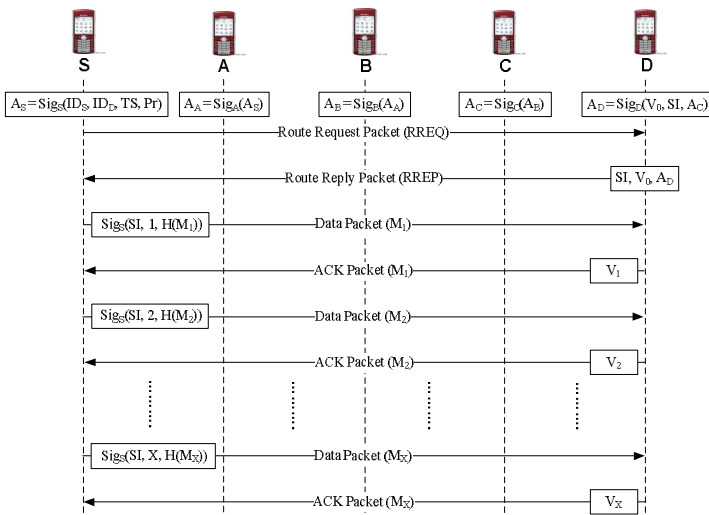 S A B C D
A_S=Sig_S(ID_S, ID_D, TS, Pr) A_A=Sig_A(A_S) A_B=Sig_B(A_A) A_C=Sig_C(A_B) A_D=Sig_D(V_0, SI, A_C)
Route Request Packet (RREQ)
Route Reply Packet (RREP) SI, V_0, A_D
Sig_S(SI, 1, H(M_1)) Data Packet (M_1)
ACK Packet (M_1) V_1
Sig_S(SI, 2, H(M_2)) Data Packet (M_2)
ACK Packet (M_2) V_2
Sig_S(SI, X, H(M_X)) Data Packet (M_X)
ACK Packet (M_X) V_X